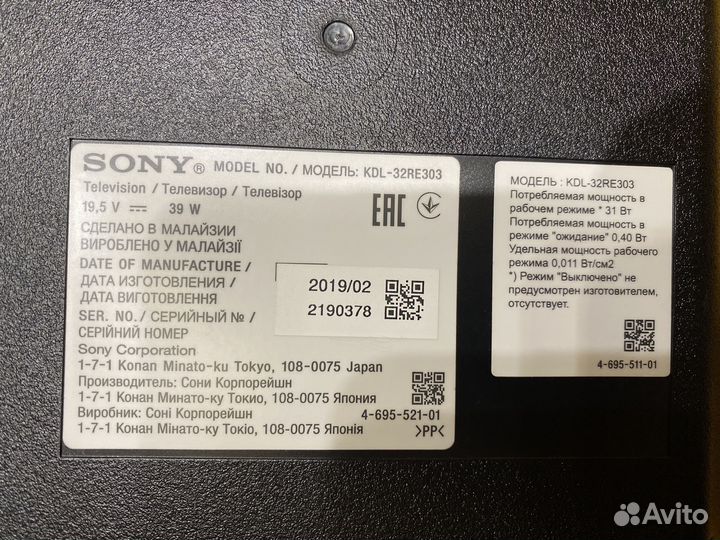 SONY® MODEL NO. / МОДЕЛЬ: KDL-32RE303
Television / Телевизор / Телевізор
19,5 V ⎓ 39 W
EAC
СДЕЛАНО В МАЛАЙЗИИ
ВИРОБЛЕНО У МАЛАЙЗІЇ
DATE OF MANUFACTURE /
ДАТА ИЗГОТОВЛЕНИЯ /
ДАТА ВИГОТОВЛЕННЯ
2019/02
SER. NO. / СЕРИЙНЫЙ № /
СЕРІЙНИЙ НОМЕР
2190378
Sony Corporation
1-7-1 Konan Minato-ku Tokyo, 108-0075 Japan
Производитель: Сони Корпорейшн
1-7-1 Конан Минато-ку Токио, 108-0075 Япония
Виробник: Соні Корпорейшн
4-695-521-01
1-7-1 Конан Мінато-ку Токіо, 108-0075 Японія
>PP<
МОДЕЛЬ : KDL-32RE303
Потребляемая мощность в
рабочем режиме * 31 Вт
Потребляемая мощность в
режиме "ожидание" 0,40 Вт
Удельная мощность рабочего
режима 0,011 Вт/см2
*) Режим "Выключено" не
предусмотрен изготовителем,
отсутствует.
4-695-511-01
Avito